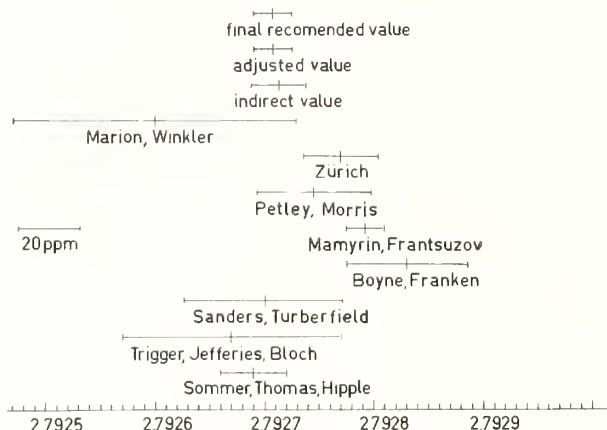 final recomended value
adjusted value
indirect value
Marion, Winkler
Zürich
Petley, Morris
20ppm
Mamyrin, Frantsuzov
Boyne, Franken
Sanders, Turberfield
Trigger, Jefferies, Bloch
Sommer, Thomas, Hipple
2.7925 2.7926 2.7927 2.7928 2.7929